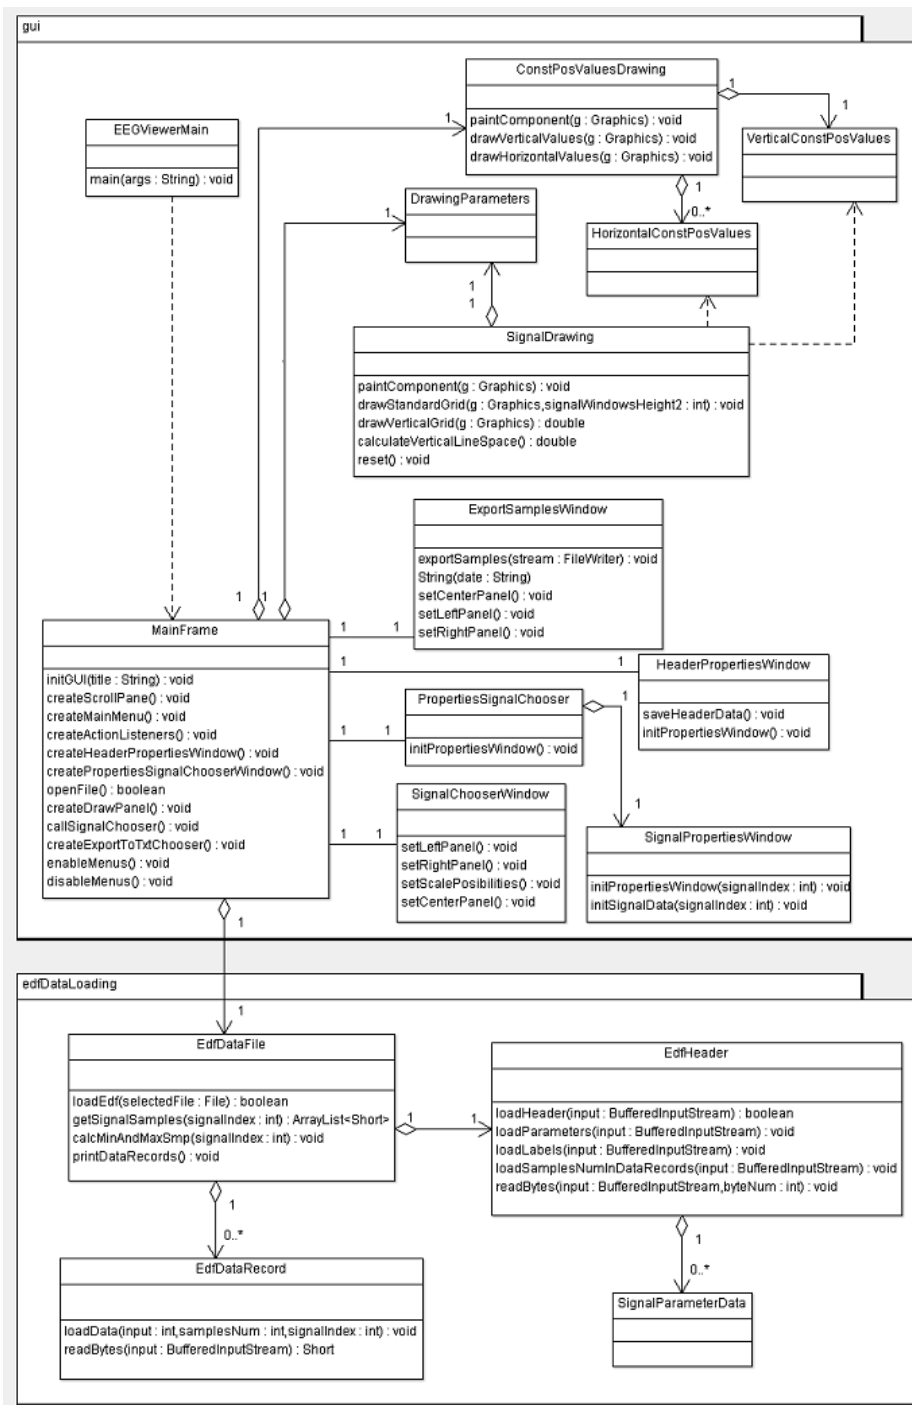 gui
ConstPosValuesDrawing
paintComponent(g : Graphics) : void
drawVerticalValues(g : Graphics) : void
drawHorizontalValues(g : Graphics) : void
1
1
VerticalConstPosValues
1
0..*
HorizontalConstPosValues
EEGViewerMain
main(args : String) : void
1
DrawingParameters
1
1
1
SignalDrawing
paintComponent(g : Graphics) : void
drawStandardGrid(g : Graphics,signalWindowsHeight2 : int) : void
drawVerticalGrid(g : Graphics) : double
calculateVerticalLineSpace() : double
reset() : void
ExportSamplesWindow
exportSamples(stream : FileWriter) : void
String(date : String)
setCenterPanel() : void
setLeftPanel() : void
setRightPanel() : void
1
1
MainFrame
initGUI(title : String) : void
createScrollPane() : void
createMainMenu() : void
createActionListeners() : void
createHeaderPropertiesWindow() : void
createPropertiesSignalChooserWindow() : void
openFile() : boolean
createDrawPanel() : void
callSignalChooser() : void
createExportToTxtChooser() : void
enableMenus() : void
disableMenus() : void
1
1
1
1
HeaderPropertiesWindow
saveHeaderData() : void
initPropertiesWindow() : void
1
1
PropertiesSignalChooser
initPropertiesWindow() : void
1
1
SignalPropertiesWindow
initPropertiesWindow(signalIndex : int) : void
initSignalData(signalIndex : int) : void
1
1
SignalChooserWindow
setLeftPanel() : void
setRightPanel() : void
setScalePosibilities() : void
setCenterPanel() : void
1
edfDataLoading
1
EdfDataFile
loadEdf(selectedFile : File) : boolean
getSignalSamples(signalIndex : int) : ArrayList<Short>
calcMinAndMaxSmp(signalIndex : int) : void
printDataRecords() : void
1
1
EdfHeader
loadHeader(input : BufferedInputStream) : boolean
loadParameters(input : BufferedInputStream) : void
loadLabels(input : BufferedInputStream) : void
loadSamplesNumInDataRecords(input : BufferedInputStream) : void
readBytes(input : BufferedInputStream,byteNum : int) : void
1
0..*
EdfDataRecord
loadData(input : int,samplesNum : int,signalIndex : int) : void
readBytes(input : BufferedInputStream) : Short
1
0..*
SignalParameterData